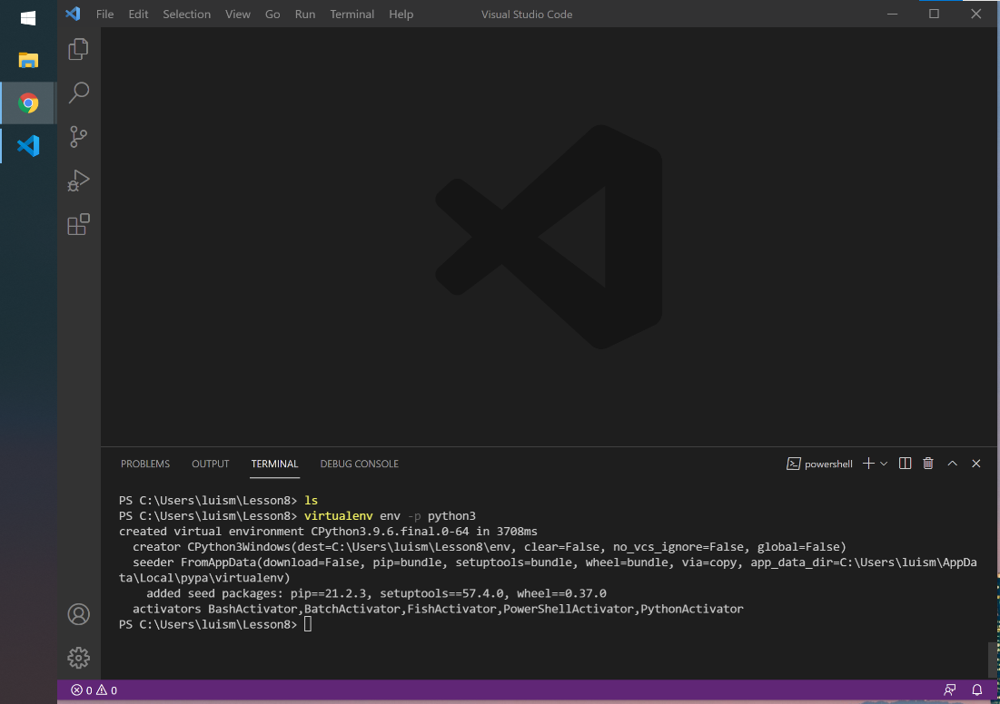 File Edit Selection View Go Run Terminal Help Visual Studio Code
PROBLEMS OUTPUT TERMINAL DEBUG CONSOLE powershell
PS C:\Users\luism\Lesson8> ls
PS C:\Users\luism\Lesson8> virtualenv env -p python3
created virtual environment CPython3.9.6.final.0-64 in 3708ms
  creator CPython3Windows(dest=C:\Users\luism\Lesson8\env, clear=False, no_vcs_ignore=False, global=False)
  seeder FromAppData(download=False, pip=bundle, setuptools=bundle, wheel=bundle, via=copy, app_data_dir=C:\Users\luism\AppDa
ta\Local\pypa\virtualenv)
    added seed packages: pip==21.2.3, setuptools==57.4.0, wheel==0.37.0
  activators BashActivator,BatchActivator,FishActivator,PowerShellActivator,PythonActivator
PS C:\Users\luism\Lesson8>
0 0